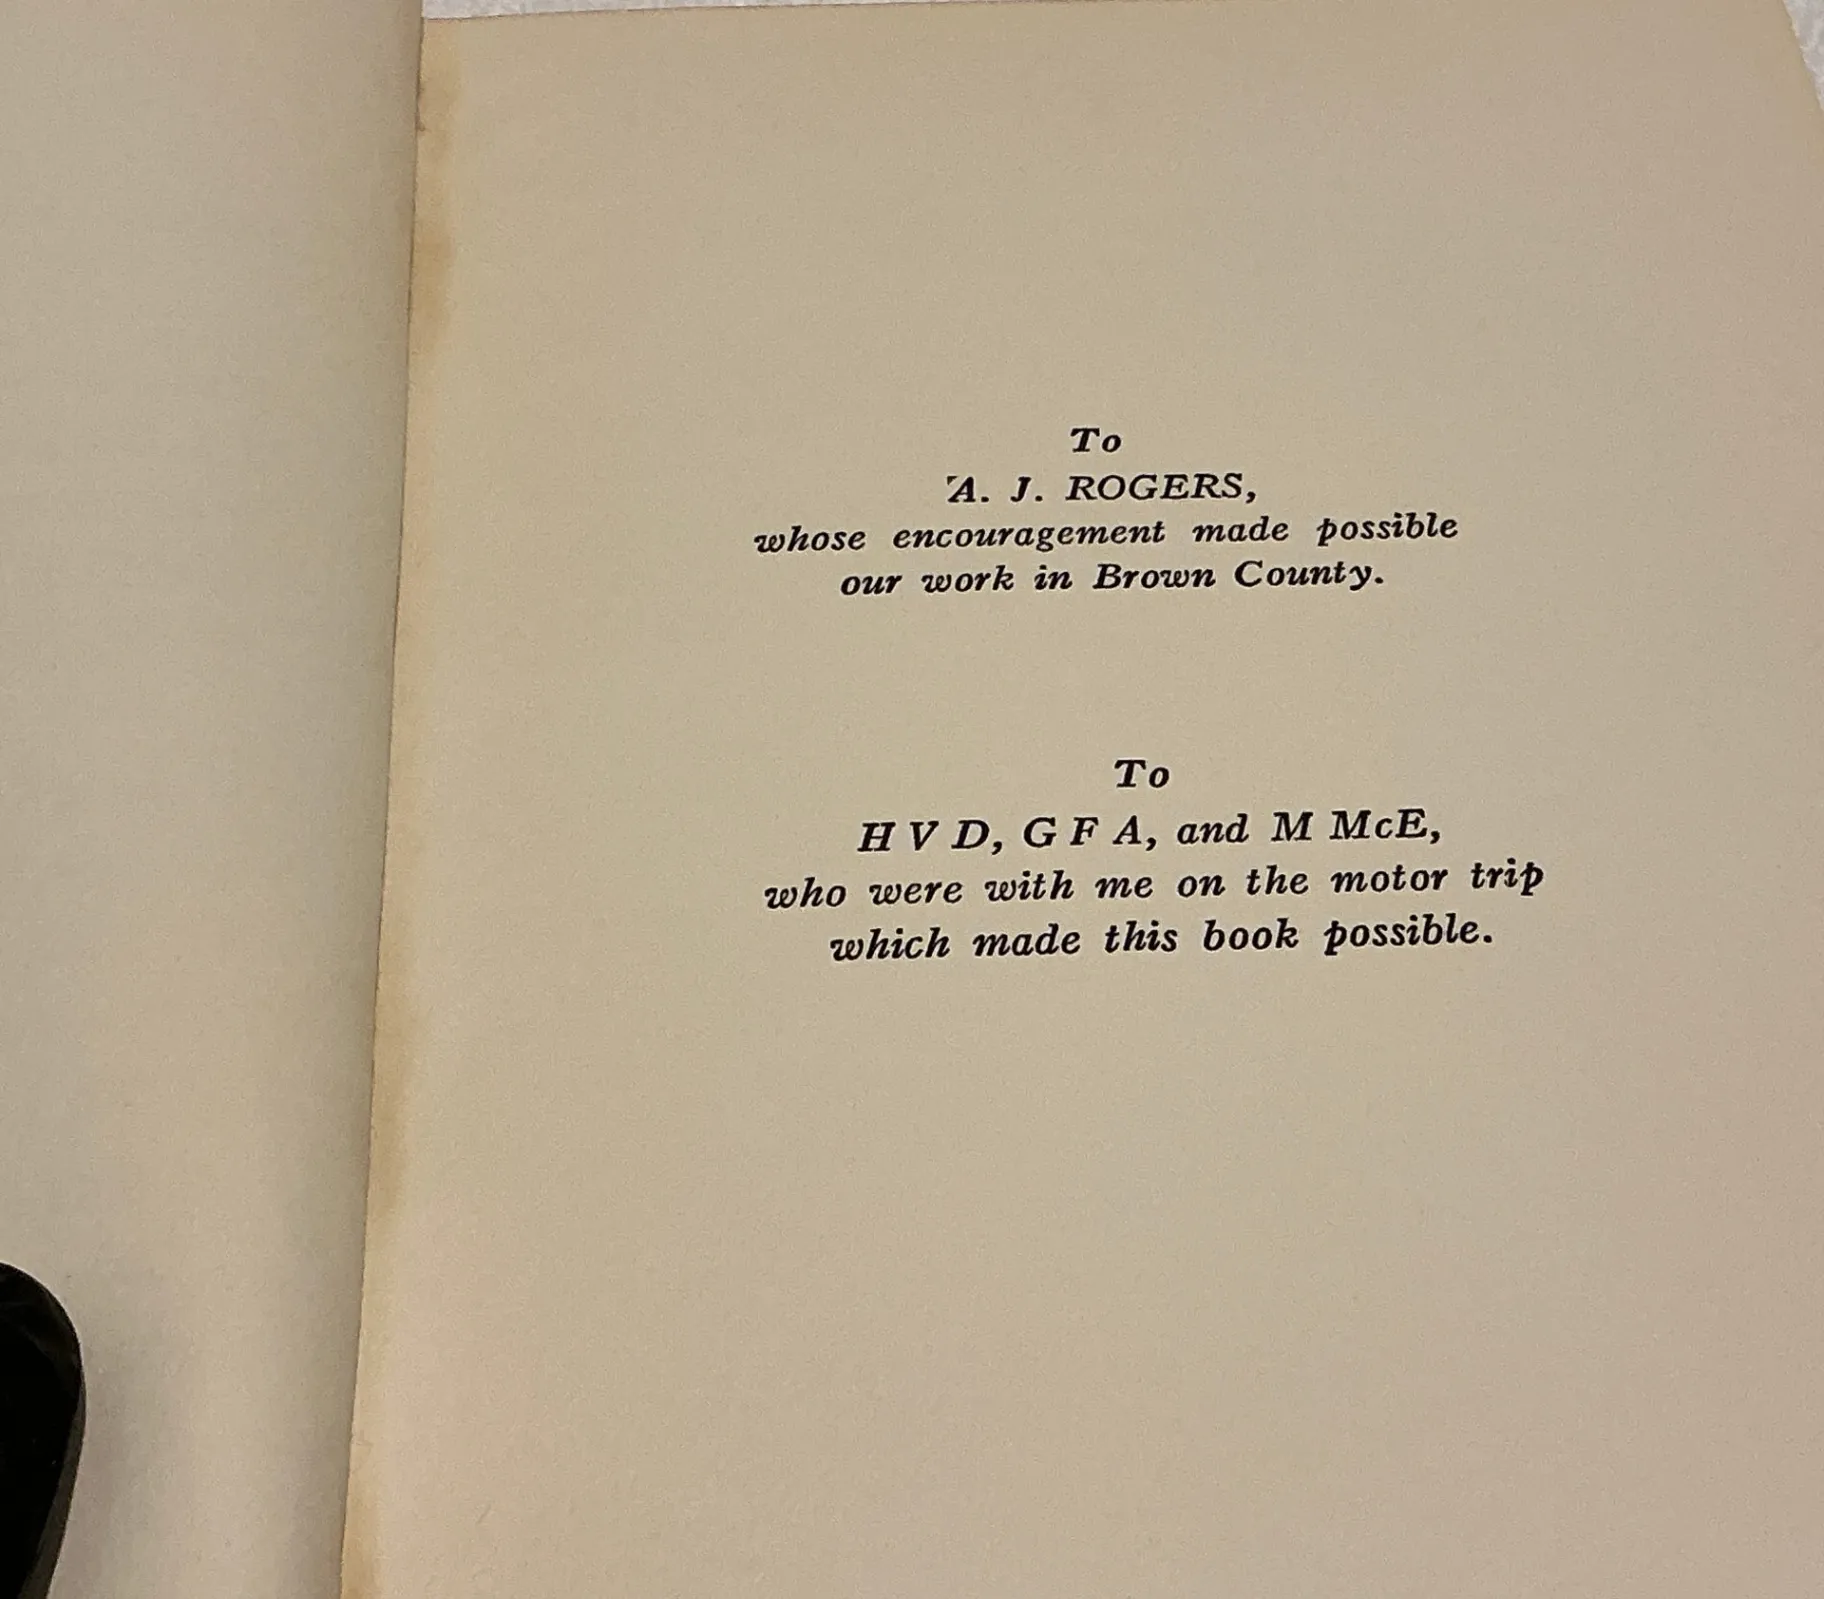 To
A. J. ROGERS,
whose encouragement made possible
our work in Brown County.
To
H V D, G F A, and M McE,
who were with me on the motor trip
which made this book possible.